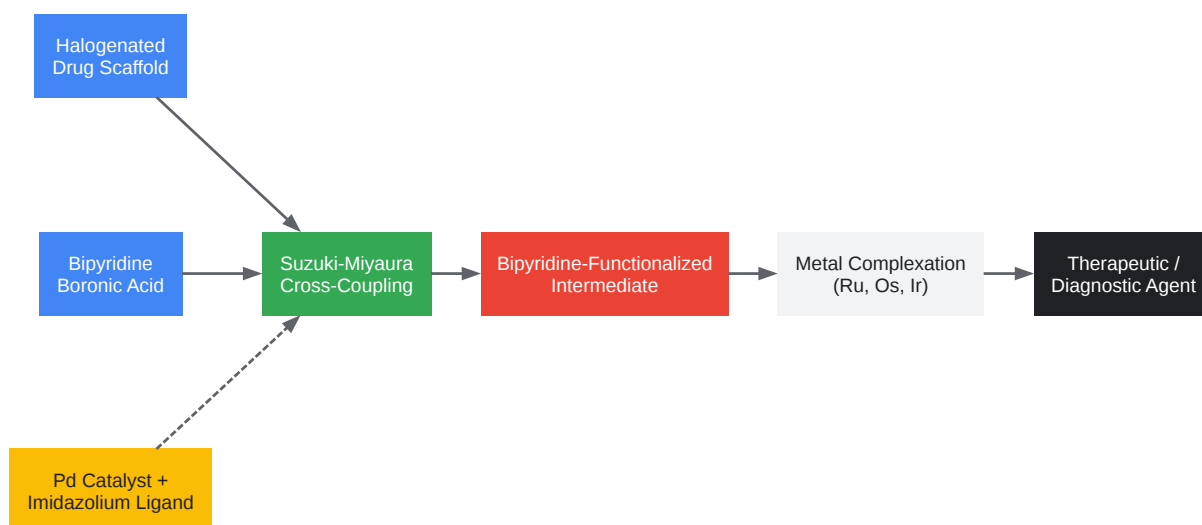 Halogenated
Drug Scaffold
Bipyridine
Boronic Acid
Suzuki-Miyaura
Cross-Coupling
Bipyridine-Functionalized
Intermediate
Metal Complexation
(Ru, Os, Ir)
Therapeutic /
Diagnostic Agent
Pd Catalyst +
Imidazolium Ligand